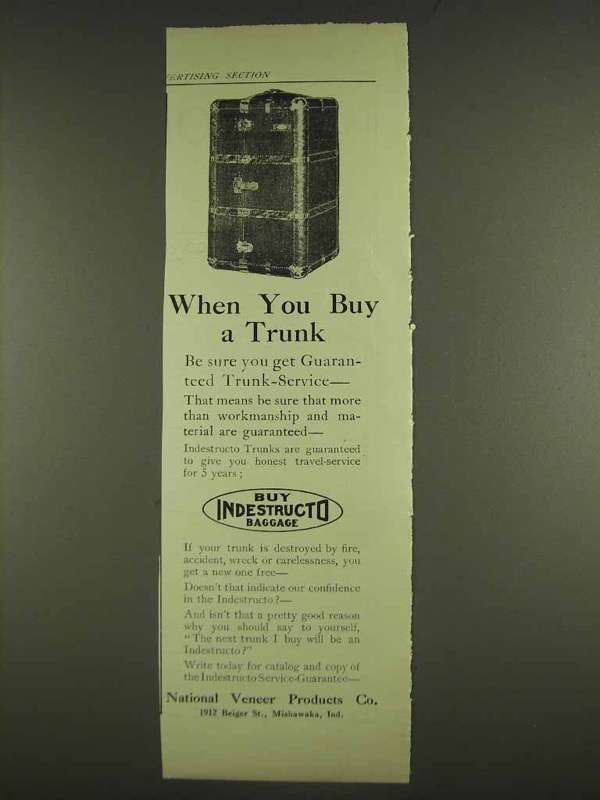 VERTISING SECTION
When You Buy
a Trunk
Be sure you get Guaran-
teed Trunk-Service—
That means be sure that more
than workmanship and ma-
terial are guaranteed—
Indestructo Trunks are guaranteed
to give you honest travel-service
for 5 years;
BUY
INDESTRUCTO
BAGGAGE
If your trunk is destroyed by fire,
accident, wreck or carelessness, you
get a new one free—
Doesn't that indicate our confidence
in the Indestructo?—
And isn't that a pretty good reason
why you should say to yourself,
"The next trunk I buy will be an
Indestructo?"
Write today for catalog and copy of
the Indestructo Service-Guarantee—
National Veneer Products Co.
1912 Beiger St., Mishawaka, Ind.